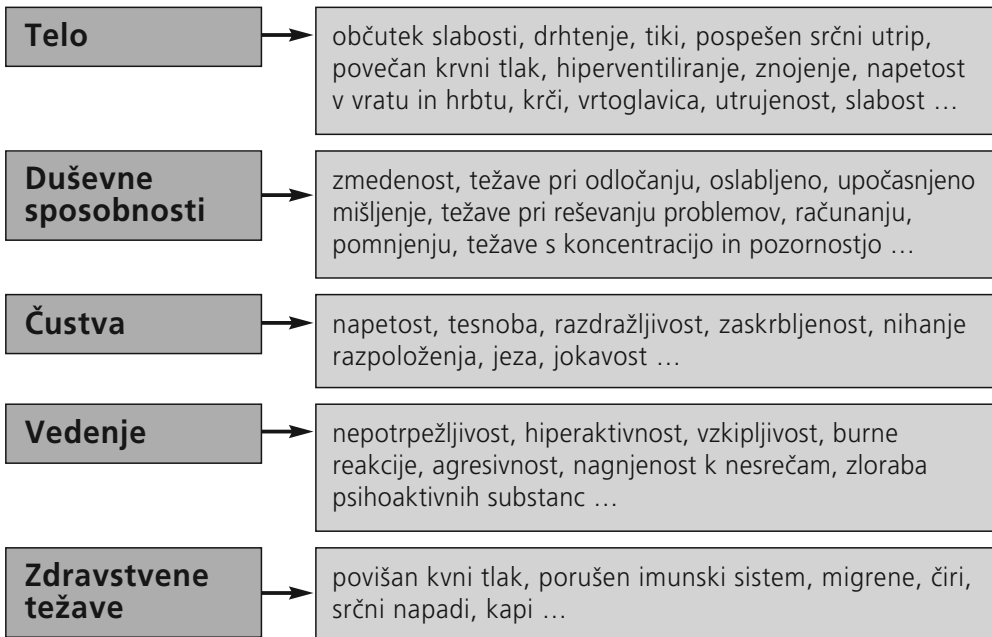 Telo
občutek slabosti, drhtenje, tiki, pospešen srčni utrip,
povečan krvni tlak, hiperventiliranje, znojenje, napetost
v vratu in hrbtu, krči, vrtoglavica, utrujenost, slabost …
Duševne
sposobnosti
zmedenost, težave pri odločanju, oslabljeno, upočasnjeno
mišljenje, težave pri reševanju problemov, računanju,
pomnjenju, težave s koncentracijo in pozornostjo …
Čustva
napetost, tesnoba, razdražljivost, zaskrbljenost, nihanje
razpoloženja, jeza, jokavost …
Vedenje
nepotrpežljivost, hiperaktivnost, vzkipljivost, burne
reakcije, agresivnost, nagnjenost k nesrečam, zloraba
psihoaktivnih substanc …
Zdravstvene
težave
povišan kvni tlak, porušen imunski sistem, migrene, čiri,
srčni napadi, kapi …